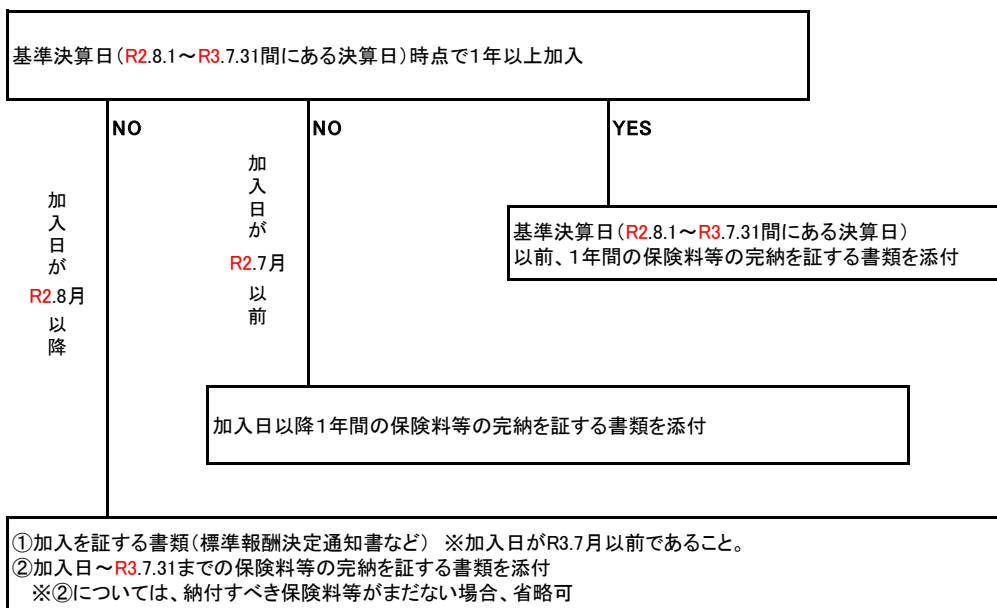 基準決算日（R2.8.1～R3.7.31間にある決算日）時点で１年以上加入
NO
NO
YES
加入日が
R2.8月
以降
加入日が
R2.7月
以前
基準決算日（R2.8.1～R3.7.31間にある決算日）
以前、１年間の保険料等の完納を証する書類を添付
加入日以降１年間の保険料等の完納を証する書類を添付
①加入を証する書類（標準報酬決定通知書など）　※加入日がR3.7月以前であること。
②加入日～R3.7.31までの保険料等の完納を証する書類を添付
※②については、納付すべき保険料等がまだない場合、省略可